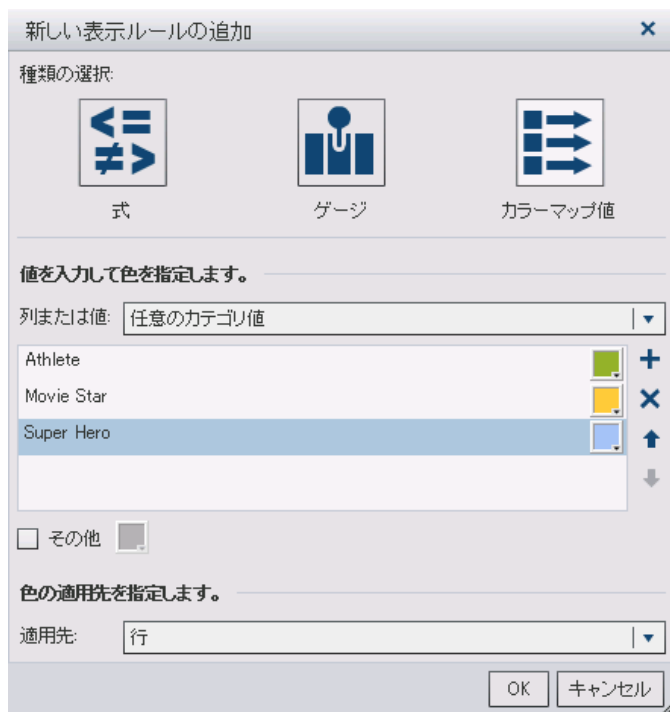 新しい表示ルールの追加
種類の選択:
式
ゲージ
カラーマップ値
値を入力して色を指定します。
列または値: 任意のカテゴリ値
Athlete
Movie Star
Super Hero
その他
色の適用先を指定します。
適用先: 行
OK キャンセル